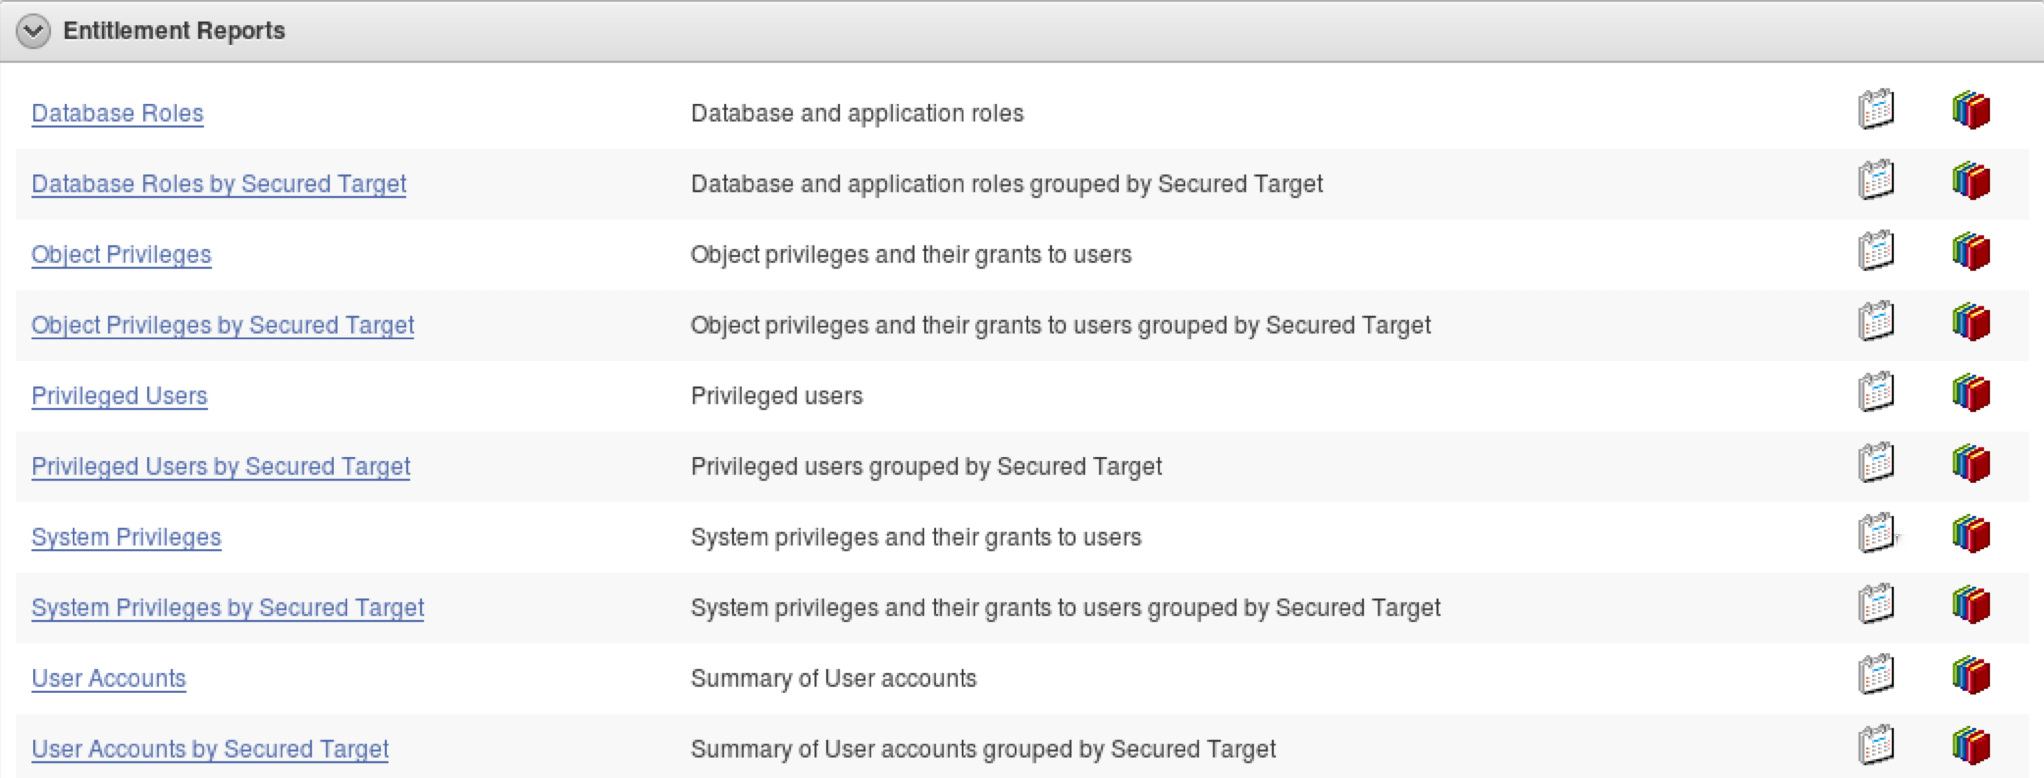 Entitlement Reports
Database Roles Database and application roles
Database Roles by Secured Target Database and application roles grouped by Secured Target
Object Privileges Object privileges and their grants to users
Object Privileges by Secured Target Object privileges and their grants to users grouped by Secured Target
Privileged Users Privileged users
Privileged Users by Secured Target Privileged users grouped by Secured Target
System Privileges System privileges and their grants to users
System Privileges by Secured Target System privileges and their grants to users grouped by Secured Target
User Accounts Summary of User accounts
User Accounts by Secured Target Summary of User accounts grouped by Secured Target